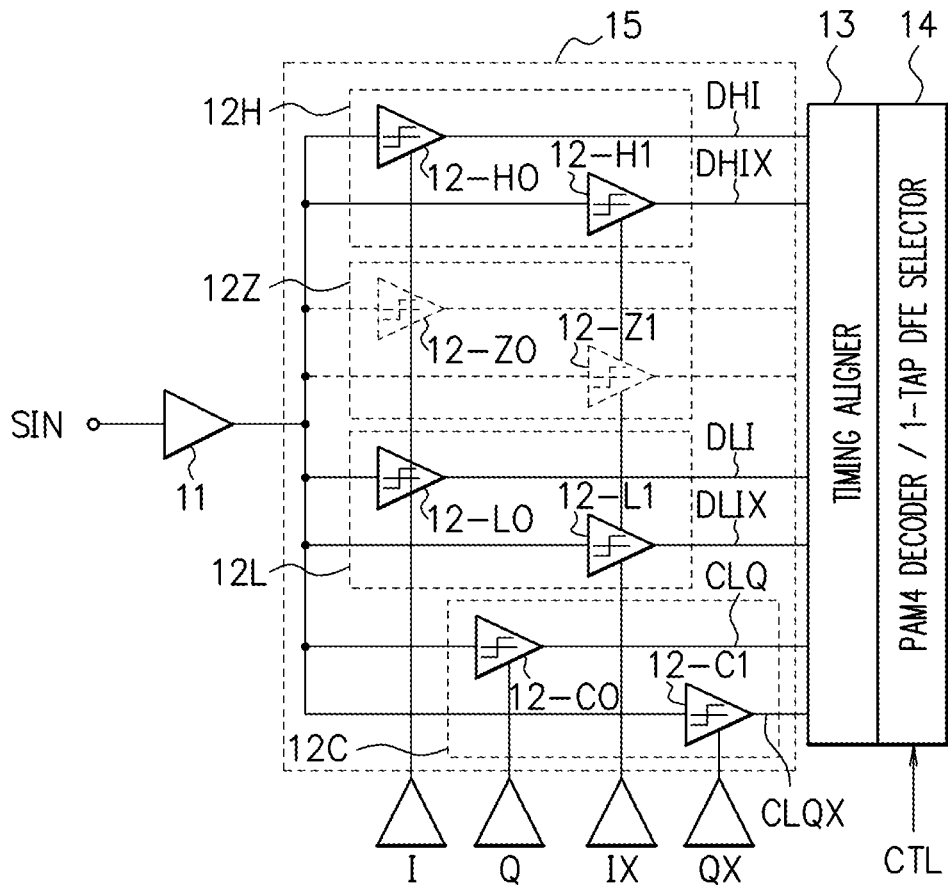 15
13
14
12H
DHI
12-H0
12-H1
DHIX
12Z
12-Z0
12-Z1
SIN
11
DLI
12-L0
12-L1
DLIX
12L
CLQ
12-C0
12-C1
12C
CLQX
I
Q
IX
QX
CTL
TIMING ALIGNER
PAM4 DECODER / 1-TAP DFE SELECTOR